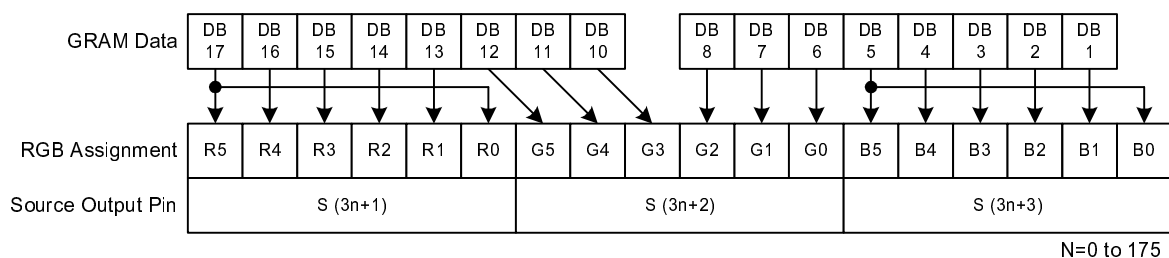 GRAM Data DB 17 DB 16 DB 15 DB 14 DB 13 DB 12 DB 11 DB 10 DB 8 DB 7 DB 6 DB 5 DB 4 DB 3 DB 2 DB 1
RGB Assignment R5 R4 R3 R2 R1 R0 G5 G4 G3 G2 G1 G0 B5 B4 B3 B2 B1 B0
Source Output Pin S (3n+1) S (3n+2) S (3n+3)
N=0 to 175